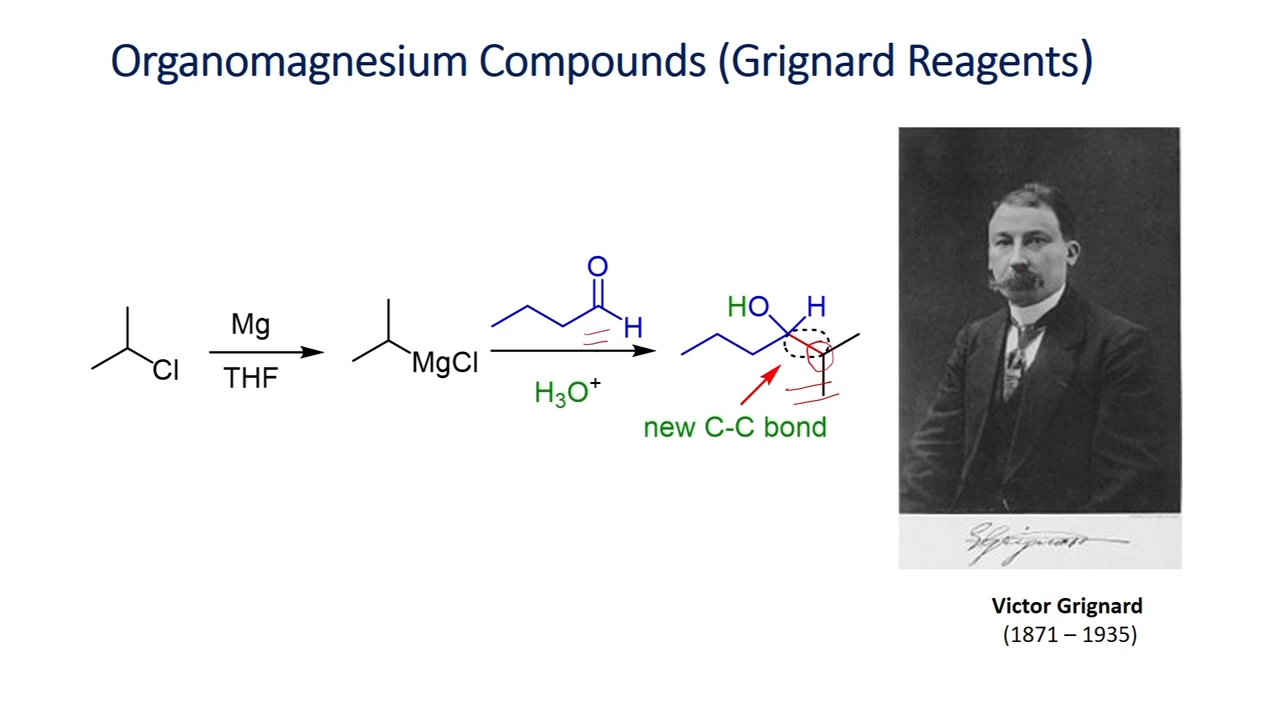 Organomagnesium Compounds (Grignard Reagents)
O
H
HO H
Mg
THF
Cl
MgCl
H₃O⁺
new C-C bond
Victor Grignard
(1871 – 1935)